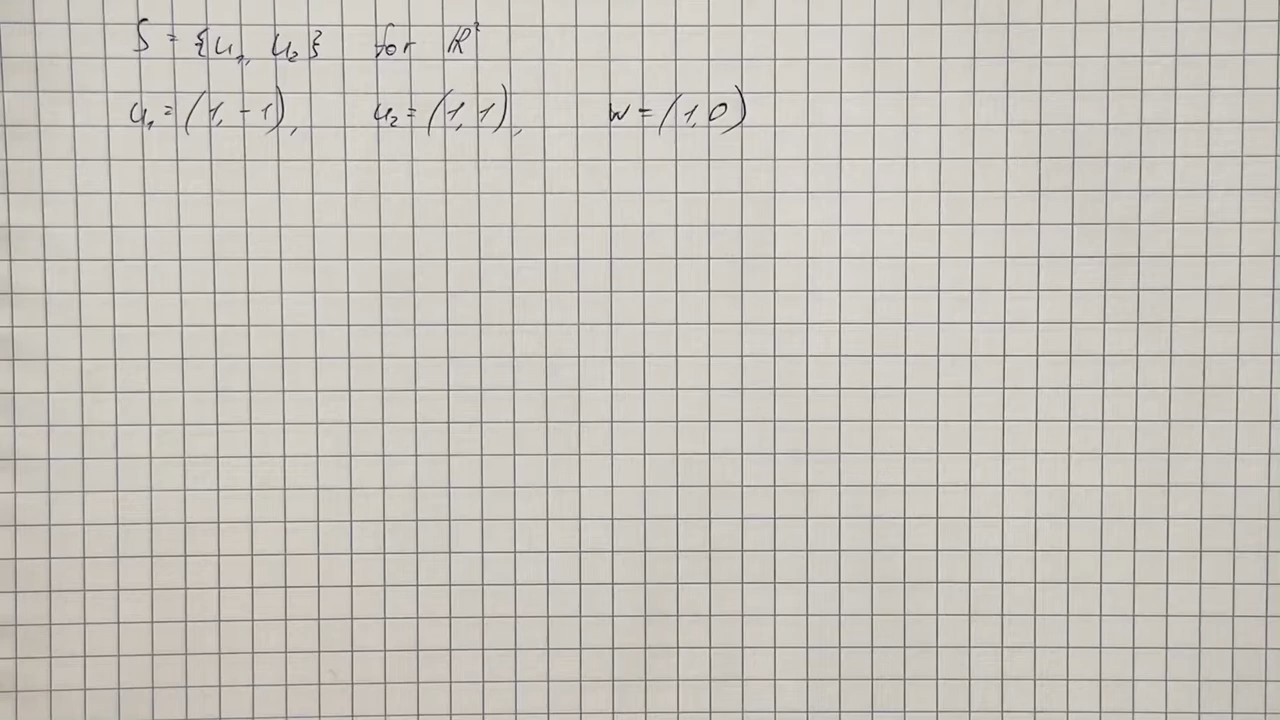 S = {u₁, u₂} for ℝ²
u₁ = (1, -1), u₂ = (1, 1), w = (1, 0)